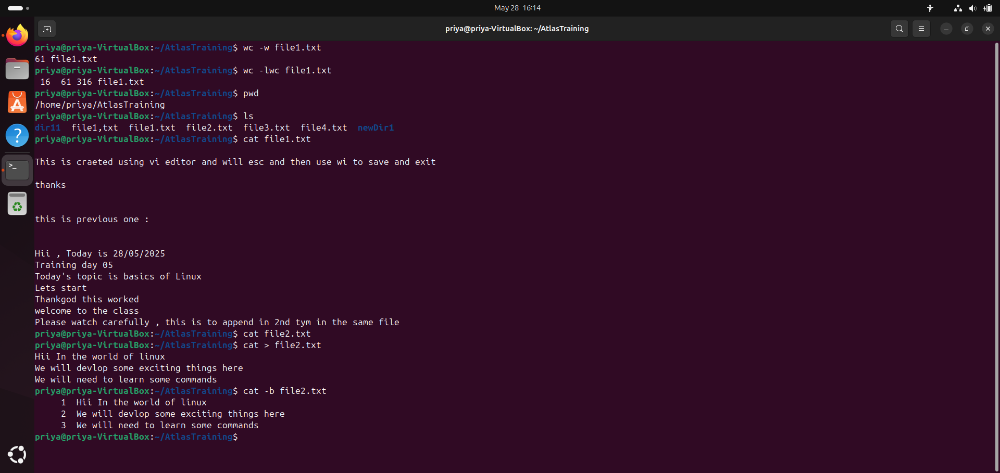 May 28 16:14
priya@priya-VirtualBox: ~/AtlasTraining
priya@priya-VirtualBox:~/AtlasTraining$ wc -w file1.txt
61 file1.txt
priya@priya-VirtualBox:~/AtlasTraining$ wc -lwc file1.txt
 16  61 316 file1.txt
priya@priya-VirtualBox:~/AtlasTraining$ pwd
/home/priya/AtlasTraining
priya@priya-VirtualBox:~/AtlasTraining$ ls
dir11  file1,txt  file1.txt  file2.txt  file3.txt  file4.txt  newDir1
priya@priya-VirtualBox:~/AtlasTraining$ cat file1.txt
This is craeted using vi editor and will esc and then use wi to save and exit
thanks
this is previous one :
Hii , Today is 28/05/2025
Training day 05
Today's topic is basics of Linux
Lets start
Thankgod this worked
welcome to the class
Please watch carefully , this is to append in 2nd tym in the same file
priya@priya-VirtualBox:~/AtlasTraining$ cat file2.txt
priya@priya-VirtualBox:~/AtlasTraining$ cat > file2.txt
Hii In the world of linux
We will devlop some exciting things here
We will need to learn some commands
priya@priya-VirtualBox:~/AtlasTraining$ cat -b file2.txt
     1  Hii In the world of linux
     2  We will devlop some exciting things here
     3  We will need to learn some commands
priya@priya-VirtualBox:~/AtlasTraining$